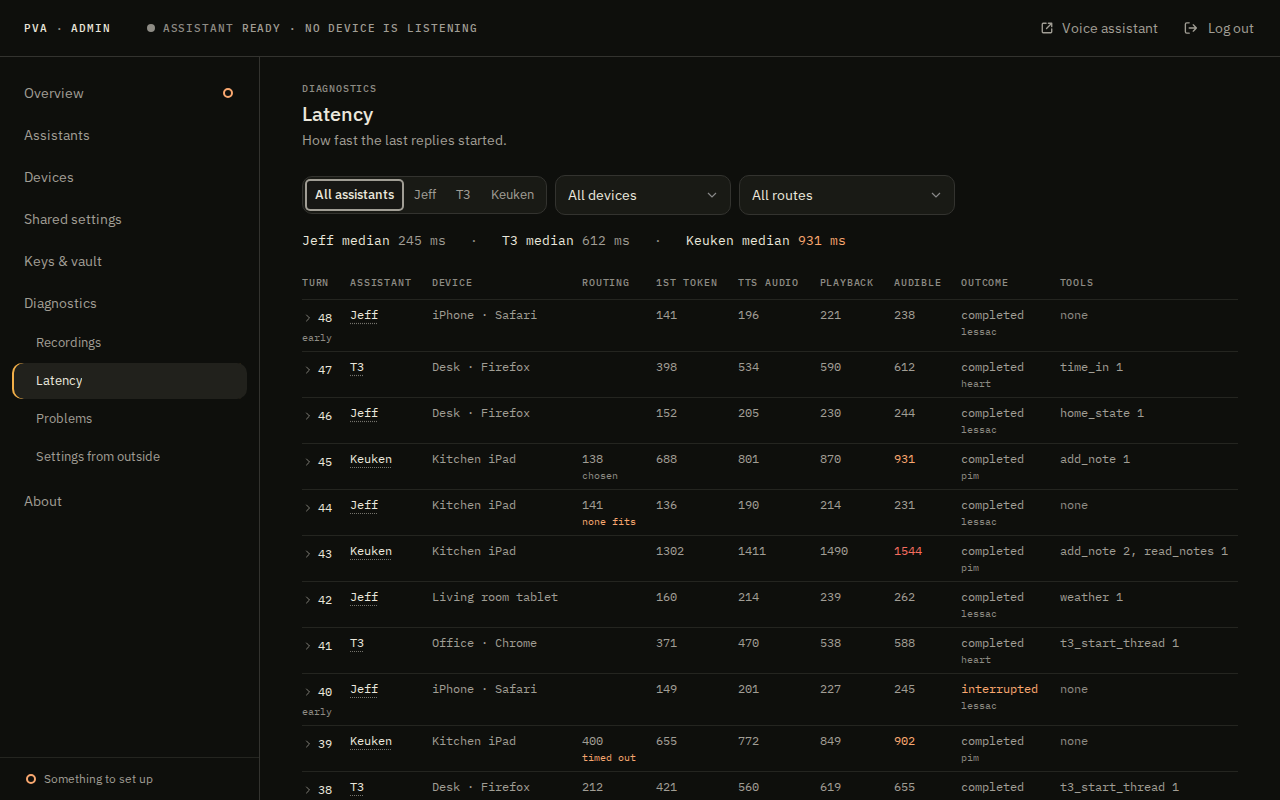 PVA · ADMIN
ASSISTANT READY · NO DEVICE IS LISTENING
Voice assistant
Log out
Overview
Assistants
Devices
Shared settings
Keys & vault
Diagnostics
Recordings
Latency
Problems
Settings from outside
About
Something to set up
DIAGNOSTICS
Latency
How fast the last replies started.
All assistants Jeff T3 Keuken All devices All routes
Jeff median 245 ms · T3 median 612 ms · Keuken median 931 ms
TURN ASSISTANT DEVICE ROUTING 1ST TOKEN TTS AUDIO PLAYBACK AUDIBLE OUTCOME TOOLS
48 Jeff iPhone · Safari 141 196 221 238 completed none
early lessac
47 T3 Desk · Firefox 398 534 590 612 completed time_in 1
heart
46 Jeff Desk · Firefox 152 205 230 244 completed home_state 1
lessac
45 Keuken Kitchen iPad 138 688 801 870 931 completed add_note 1
chosen pim
44 Jeff Kitchen iPad 141 136 190 214 231 completed none
none fits lessac
43 Keuken Kitchen iPad 1302 1411 1490 1544 completed add_note 2, read_notes 1
pim
42 Jeff Living room tablet 160 214 239 262 completed weather 1
lessac
41 T3 Office · Chrome 371 470 538 588 completed t3_start_thread 1
heart
40 Jeff iPhone · Safari 149 201 227 245 interrupted none
early lessac
39 Keuken Kitchen iPad 400 655 772 849 902 completed none
timed out pim
38 T3 Desk · Firefox 212 421 560 619 655 completed t3_start_thread 1